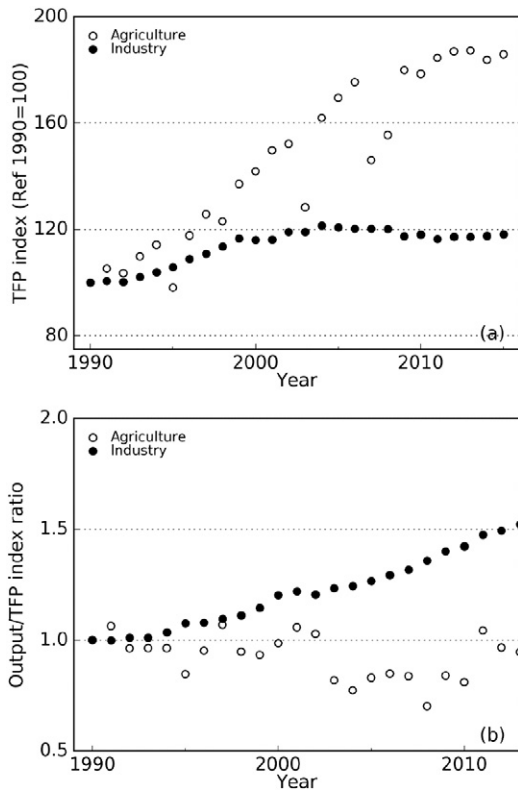 200
Agriculture
Industry
160
120
80
TFP index (Ref 1990=100)
(a)
1990
2000
2010
Year
2.0
Agriculture
Industry
1.5
1.0
0.5
Output/TFP index ratio
(b)
1990
2000
2010
Year